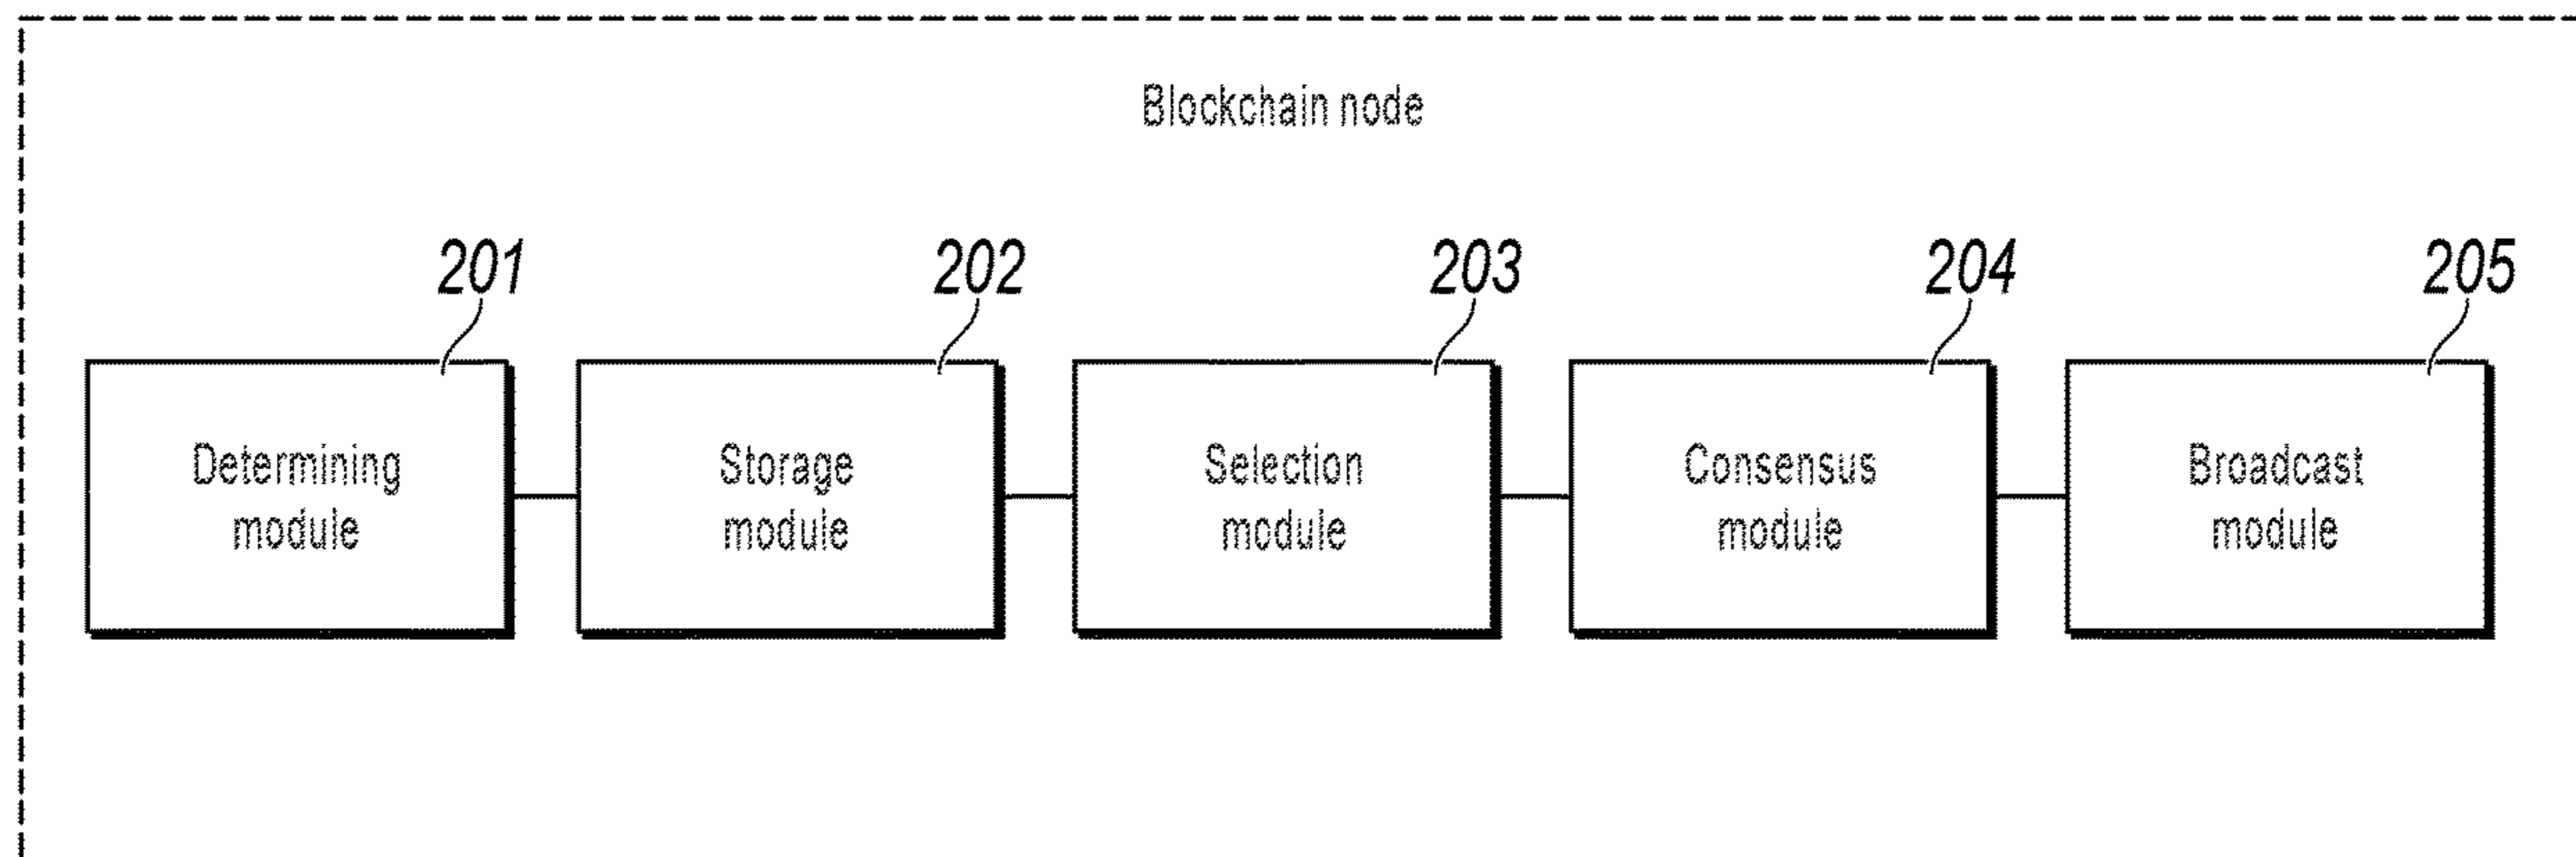 Blockchain node
201 202 203 204 205
Determining Storage Selection Consensus Broadcast
module module module module module